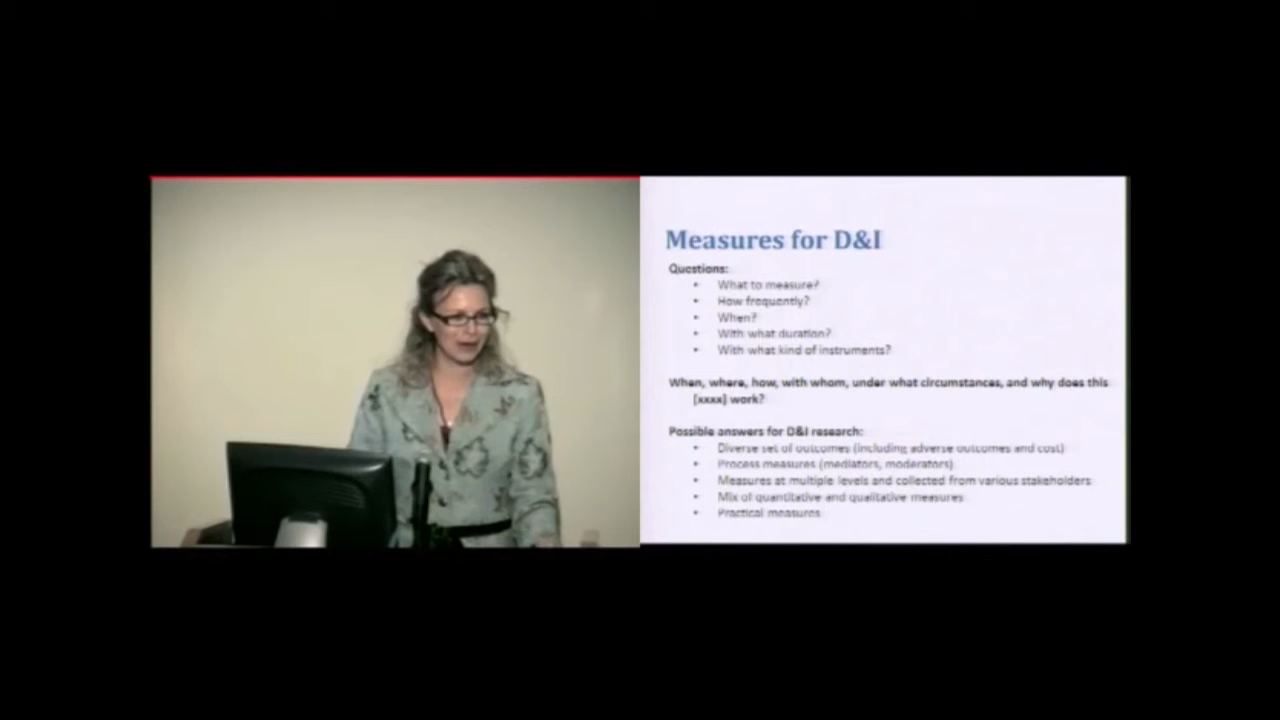 Measures for D&I
Questions:
• What to measure?
• How frequently?
• When?
• With what duration?
• With what kind of instruments?
When, where, how, with whom, under what circumstances, and why does this
[xxxx] work?
Possible answers for D&I research:
• Diverse set of outcomes (including adverse outcomes and cost)
• Process measures (mediators, moderators)
• Measures at multiple levels and collected from various stakeholders
• Mix of quantitative and qualitative measures
• Practical measures